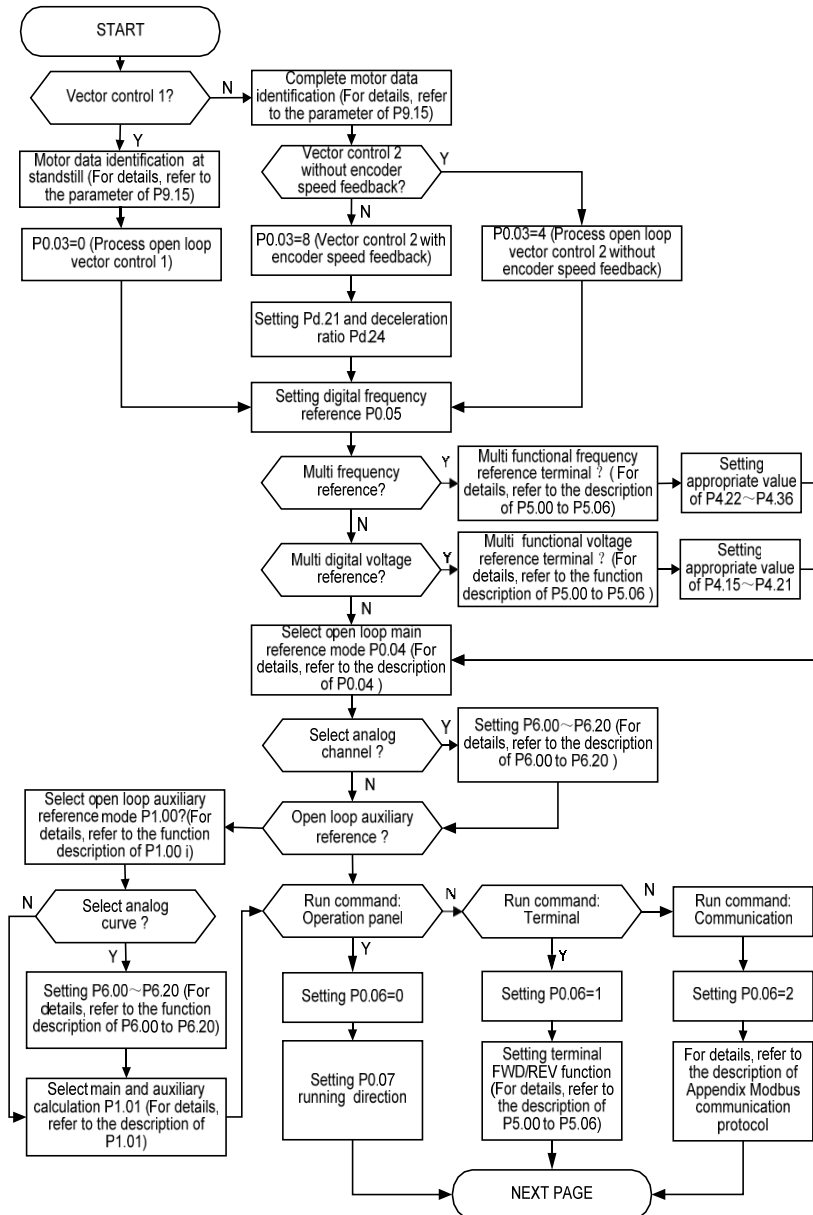 START
Vector control 1?
N
Complete motor data
identification (For details, refer
to the parameter of P9.15)
Y
Motor data identification at
standstill (For details, refer to
the parameter of P9.15)
Vector control 2
without encoder
speed feedback?
Y
N
P0.03=0 (Process open loop
vector control 1)
P0.03=8 (Vector control 2 with
encoder speed feedback)
P0.03=4 (Process open loop
vector control 2 without
encoder speed feedback)
Setting Pd.21 and deceleration
ratio Pd.24
Setting digital frequency
reference P0.05
Multi frequency
reference?
Y
Multi functional frequency
reference terminal ? ( For
details, refer to the description
of P5.00 to P5.06)
Setting
appropriate value
of P4.22～P4.36
N
Multi digital voltage
reference?
Y
Multi functional voltage
reference terminal ? (For
details, refer to the function
description of P5.00 to P5.06 )
Setting
appropriate value
of P4.15～P4.21
N
Select open loop main
reference mode P0.04 (For
details, refer to the description
of P0.04 )
Select analog
channel ?
Y
Setting P6.00～P6.20 (For
details, refer to the description
of P6.00 to P6.20 )
N
Select open loop auxiliary
reference mode P1.00?(For
details, refer to the function
description of P1.00 i)
Open loop auxiliary
reference ?
N
Select analog
curve ?
Y
Run command:
Operation panel
N
Run command:
Terminal
N
Run command:
Communication
Y
Y
Setting P6.00～P6.20 (For
details, refer to the function
description of P6.00 to P6.20)
Setting P0.06=0
Setting P0.06=1
Setting P0.06=2
Select main and auxiliary
calculation P1.01 (For details,
refer to the description of
P1.01)
Setting P0.07
running direction
Setting terminal
FWD/REV function
(For details, refer to
the description of
P5.00 to P5.06)
For details, refer to
the description of
Appendix Modbus
communication
protocol
NEXT PAGE